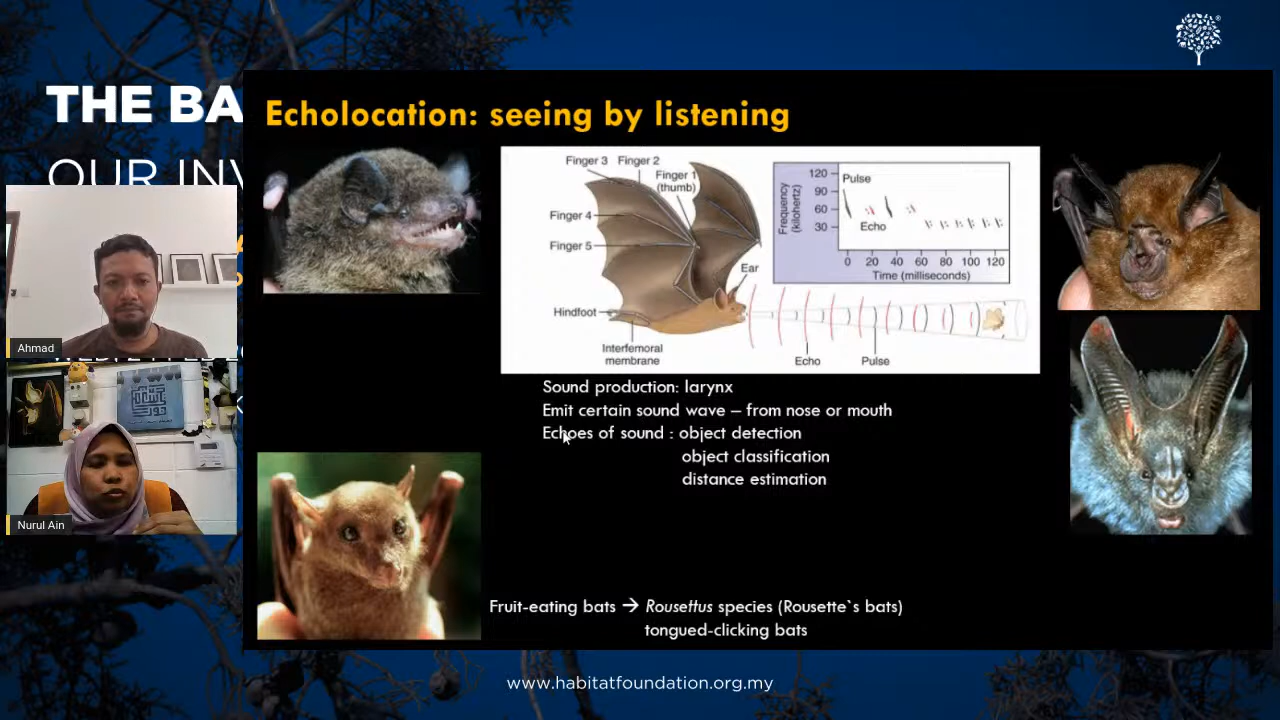 THE BA
OUR INV
Echolocation: seeing by listening
Finger 3 Finger 2
Finger 1
(thumb)
Finger 4
Finger 5
Ear
Hindfoot
Interfemoral
membrane
Echo
Pulse
Frequency
(kilohertz)
120
90
60
30
Pulse
Echo
0 20 40 60 80 100 120
Time (milliseconds)
Sound production: larynx
Emit certain sound wave – from nose or mouth
Echoes of sound : object detection
object classification
distance estimation
Fruit-eating bats → Rousettus species (Rousette`s bats)
tongued-clicking bats
Ahmad
Nurul Ain
www.habitatfoundation.org.my